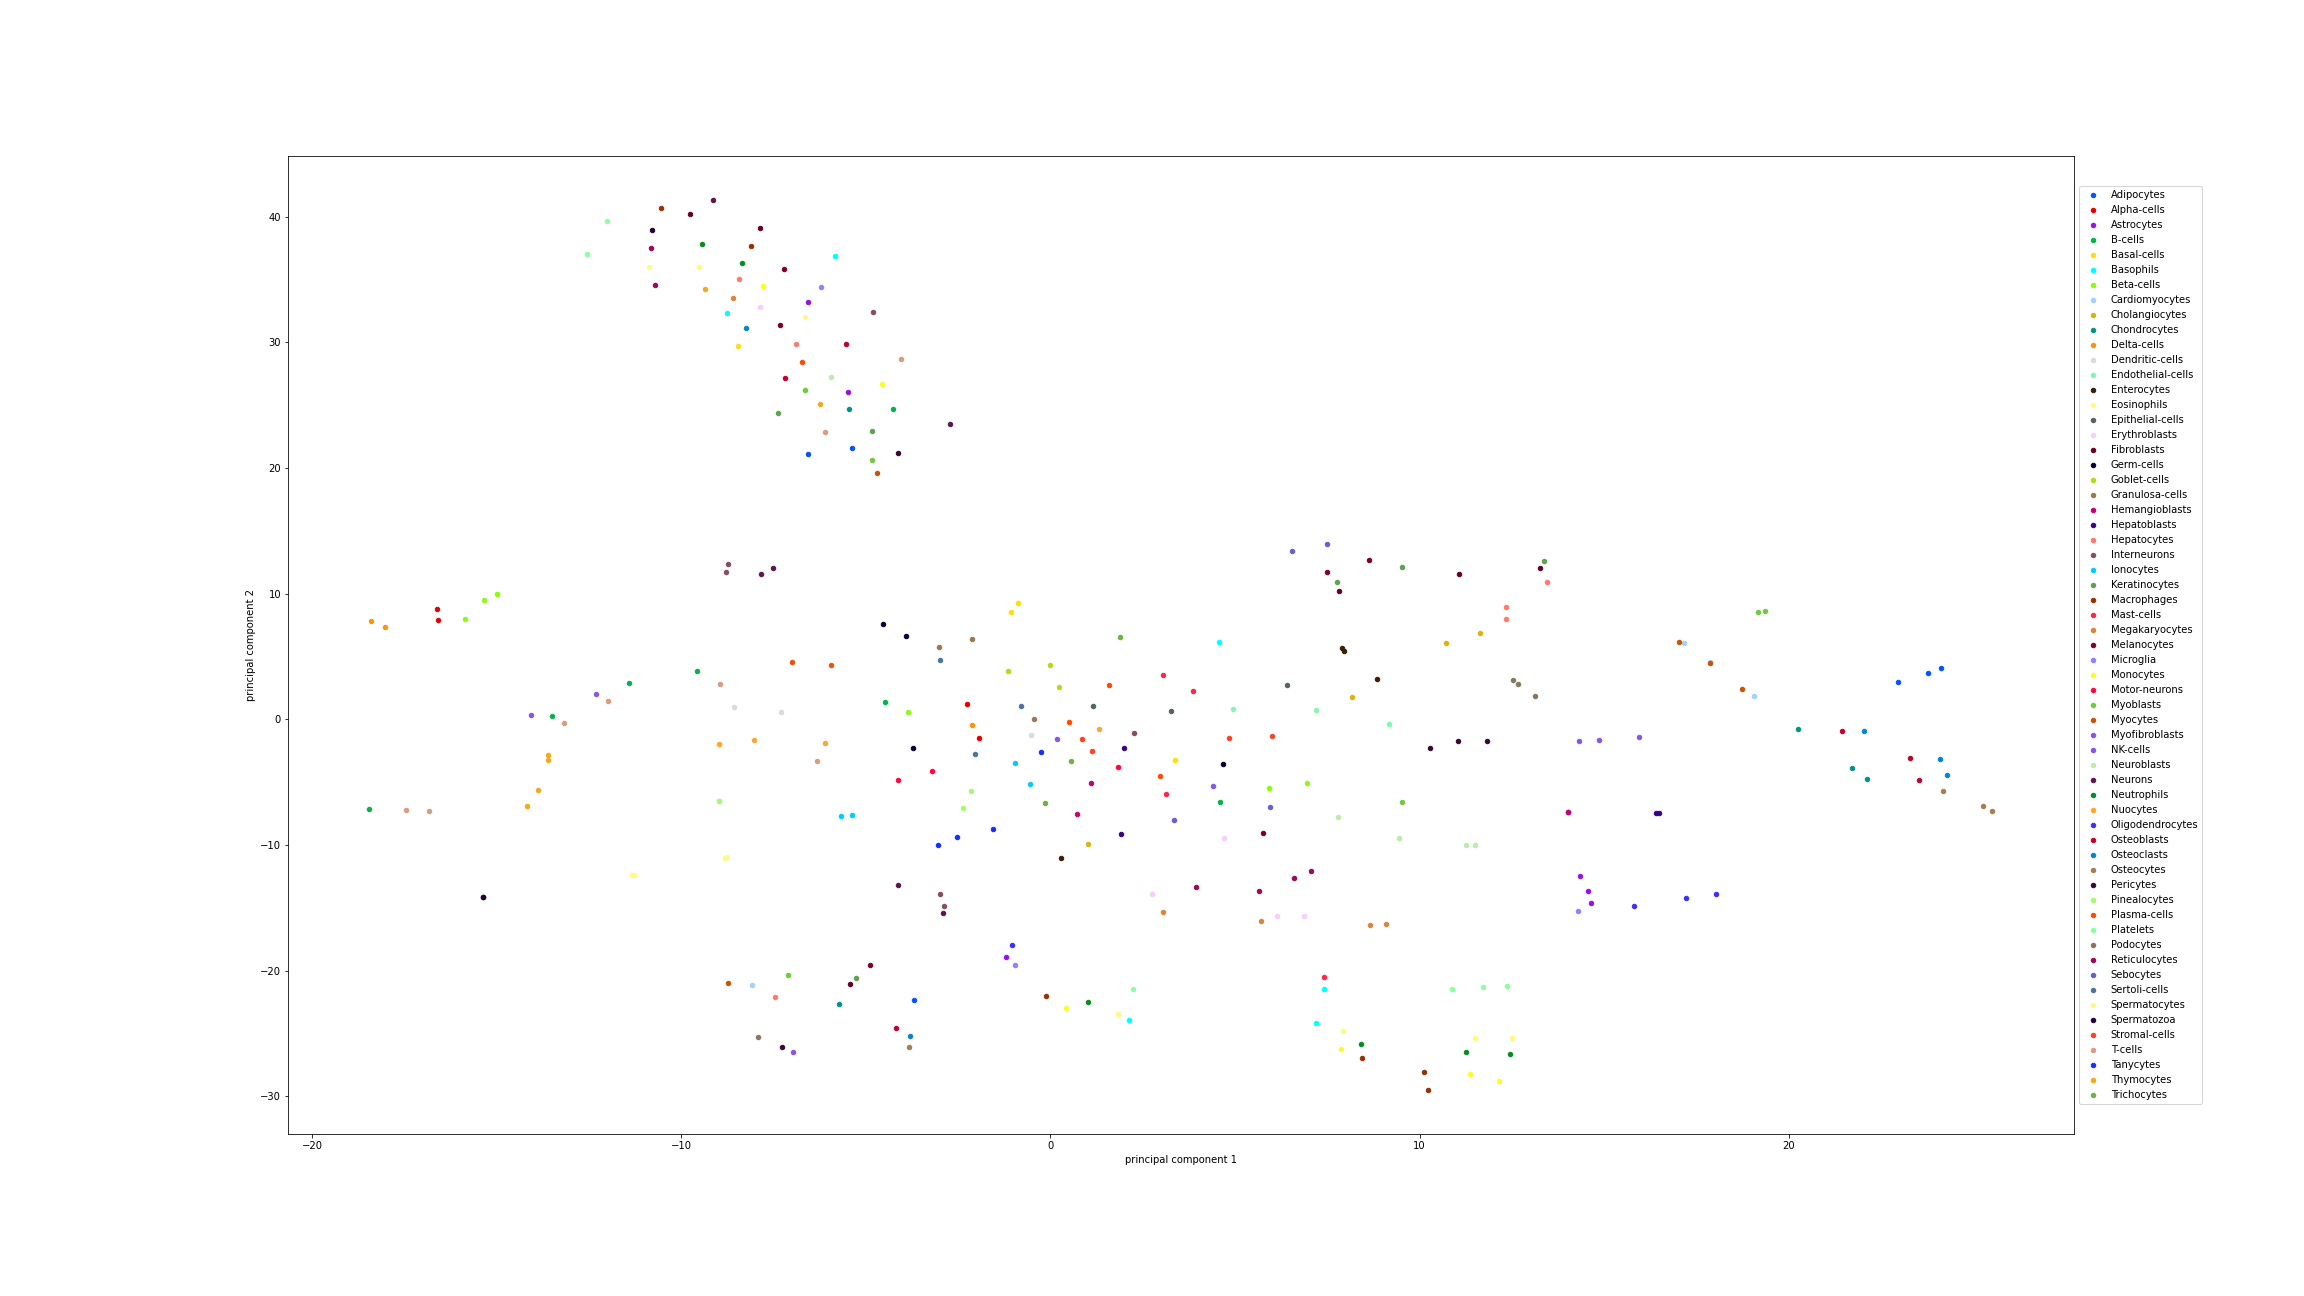 40
30
20
10
0
−10
−20
−30
principal component 2
−20
−10
0
10
20
principal component 1
Adipocytes
Alpha-cells
Astrocytes
B-cells
Basal-cells
Basophils
Beta-cells
Cardiomyocytes
Cholangiocytes
Chondrocytes
Delta-cells
Dendritic-cells
Endothelial-cells
Enterocytes
Eosinophils
Epithelial-cells
Erythroblasts
Fibroblasts
Germ-cells
Goblet-cells
Granulosa-cells
Hemangioblasts
Hepatoblasts
Hepatocytes
Interneurons
Ionocytes
Keratinocytes
Macrophages
Mast-cells
Megakaryocytes
Melanocytes
Microglia
Monocytes
Motor-neurons
Myoblasts
Myocytes
Myofibroblasts
NK-cells
Neuroblasts
Neurons
Neutrophils
Nuocytes
Oligodendrocytes
Osteoblasts
Osteoclasts
Osteocytes
Pericytes
Pinealocytes
Plasma-cells
Platelets
Podocytes
Reticulocytes
Sebocytes
Sertoli-cells
Spermatocytes
Spermatozoa
Stromal-cells
T-cells
Tanycytes
Thymocytes
Trichocytes